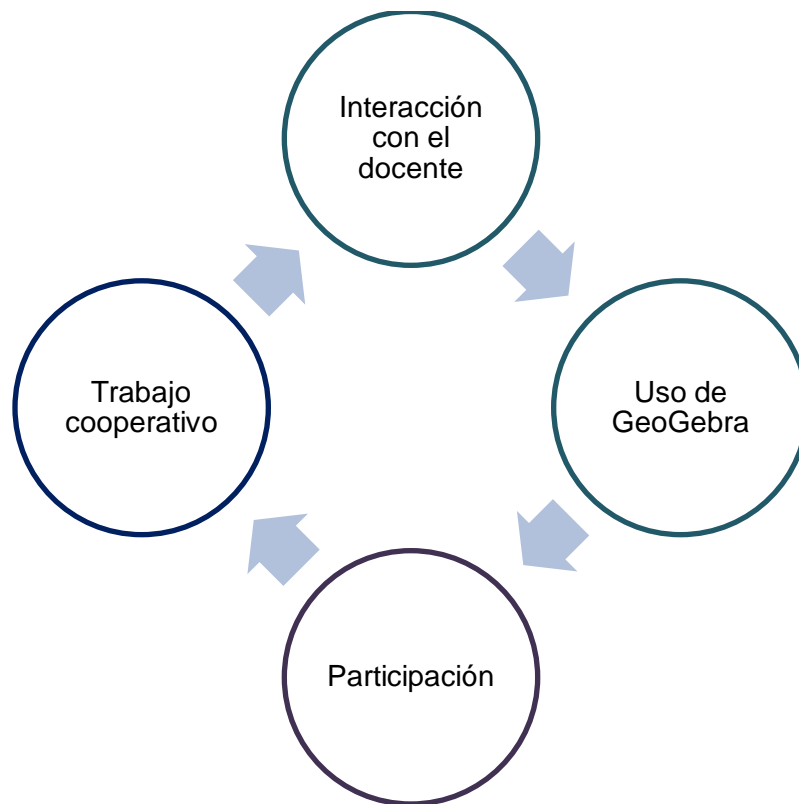 Interacción
con el
docente
Uso de
GeoGebra
Participación
Trabajo
cooperativo